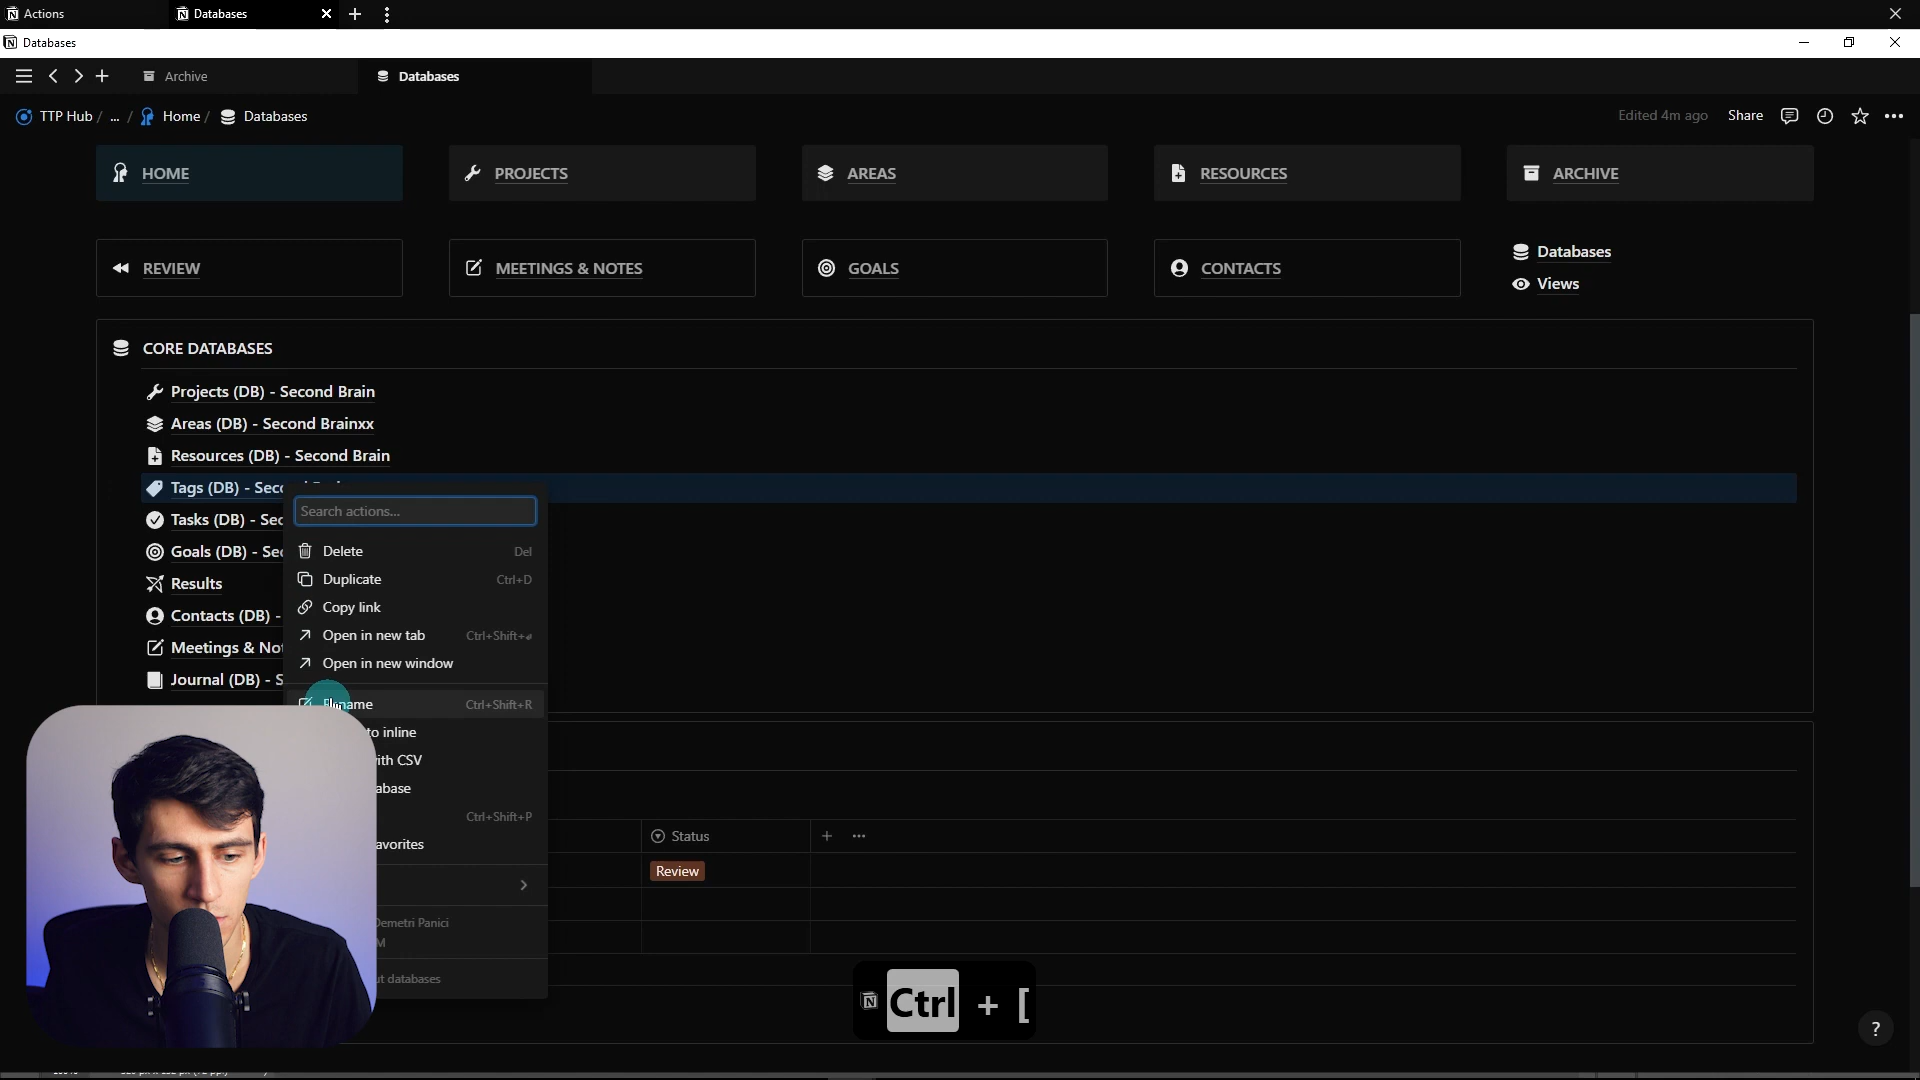 Actions
Databases
Databases
Archive
Databases
TTP Hub / ... / Home / Databases
Edited 4m ago
Share
HOME
PROJECTS
AREAS
RESOURCES
ARCHIVE
REVIEW
MEETINGS & NOTES
GOALS
CONTACTS
Databases
Views
CORE DATABASES
Projects (DB) - Second Brain
Areas (DB) - Second Brainxx
Resources (DB) - Second Brain
Tags (DB) - Sec
Tasks (DB) - Sec
Goals (DB) - Sec
Results
Contacts (DB) -
Meetings & Not
Journal (DB) - S
Search actions...
Delete Del
Duplicate Ctrl+D
Copy link
Open in new tab Ctrl+Shift+↲
Open in new window
Rename Ctrl+Shift+R
to inline
ith CSV
abase
Ctrl+Shift+P
avorites
Demetri Panici
M
ut databases
Status
Review
Ctrl + [
?